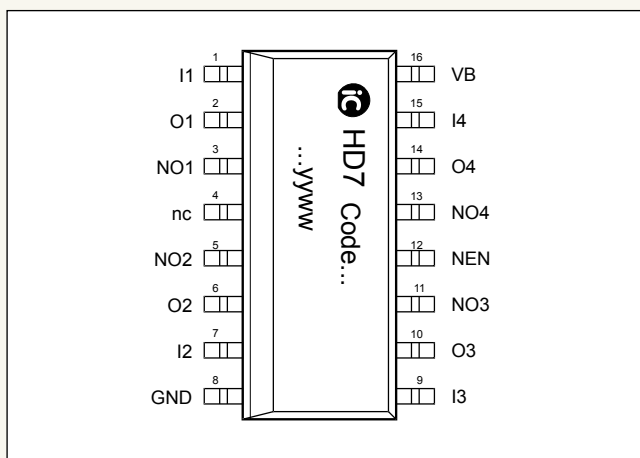 1
I1
2
O1
3
NO1
4
nc
5
NO2
6
O2
7
I2
8
GND
16
VB
15
I4
14
O4
13
NO4
12
NEN
11
NO3
10
O3
9
I3
iC HD7 Code...
...yyww